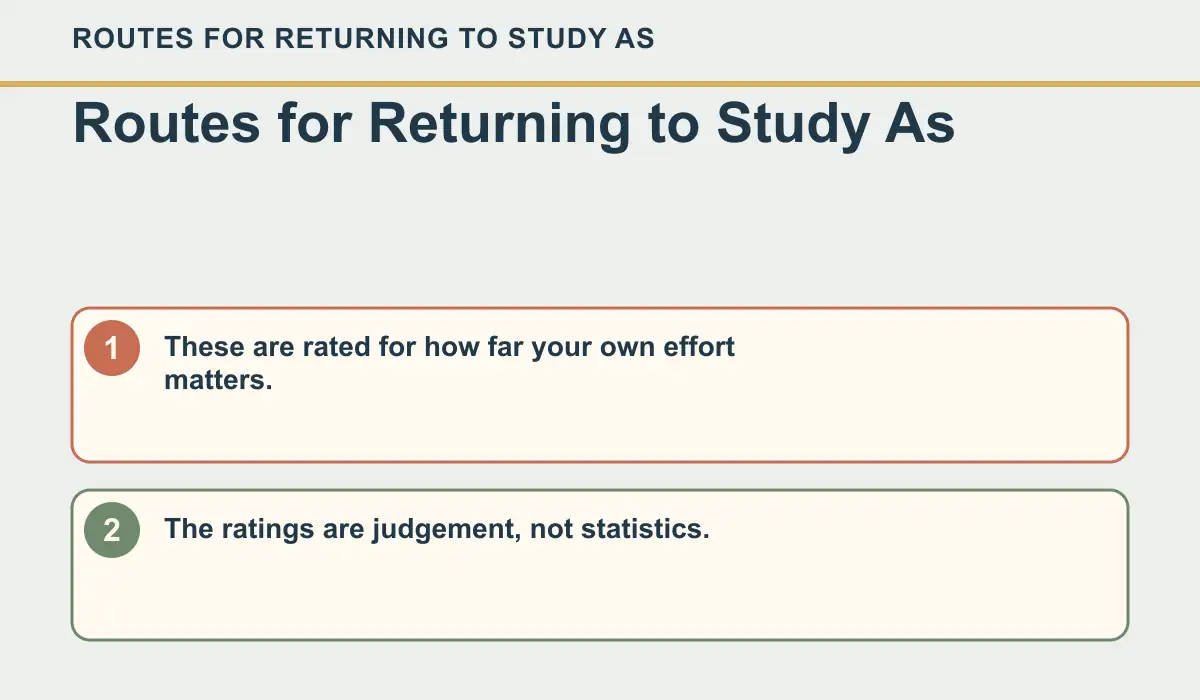 ROUTES FOR RETURNING TO STUDY AS
Routes for Returning to Study As
1
These are rated for how far your own effort
matters.
2
The ratings are judgement, not statistics.